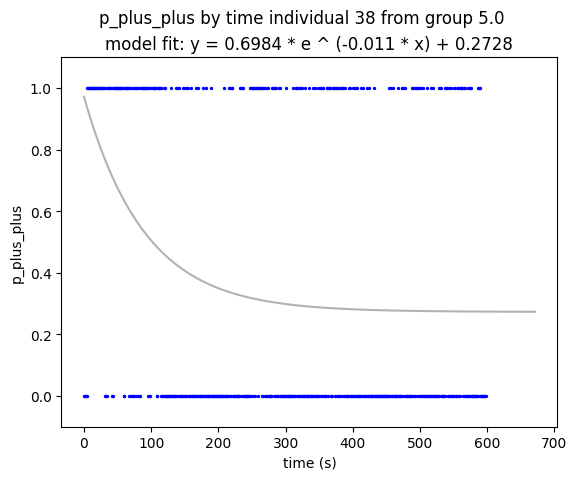 p_plus_plus by time individual 38 from group 5.0
model fit: y = 0.6984 * e ^ (-0.011 * x) + 0.2728
1.0
0.8
0.6
0.4
0.2
0.0
p_plus_plus
0 100 200 300 400 500 600 700
time (s)